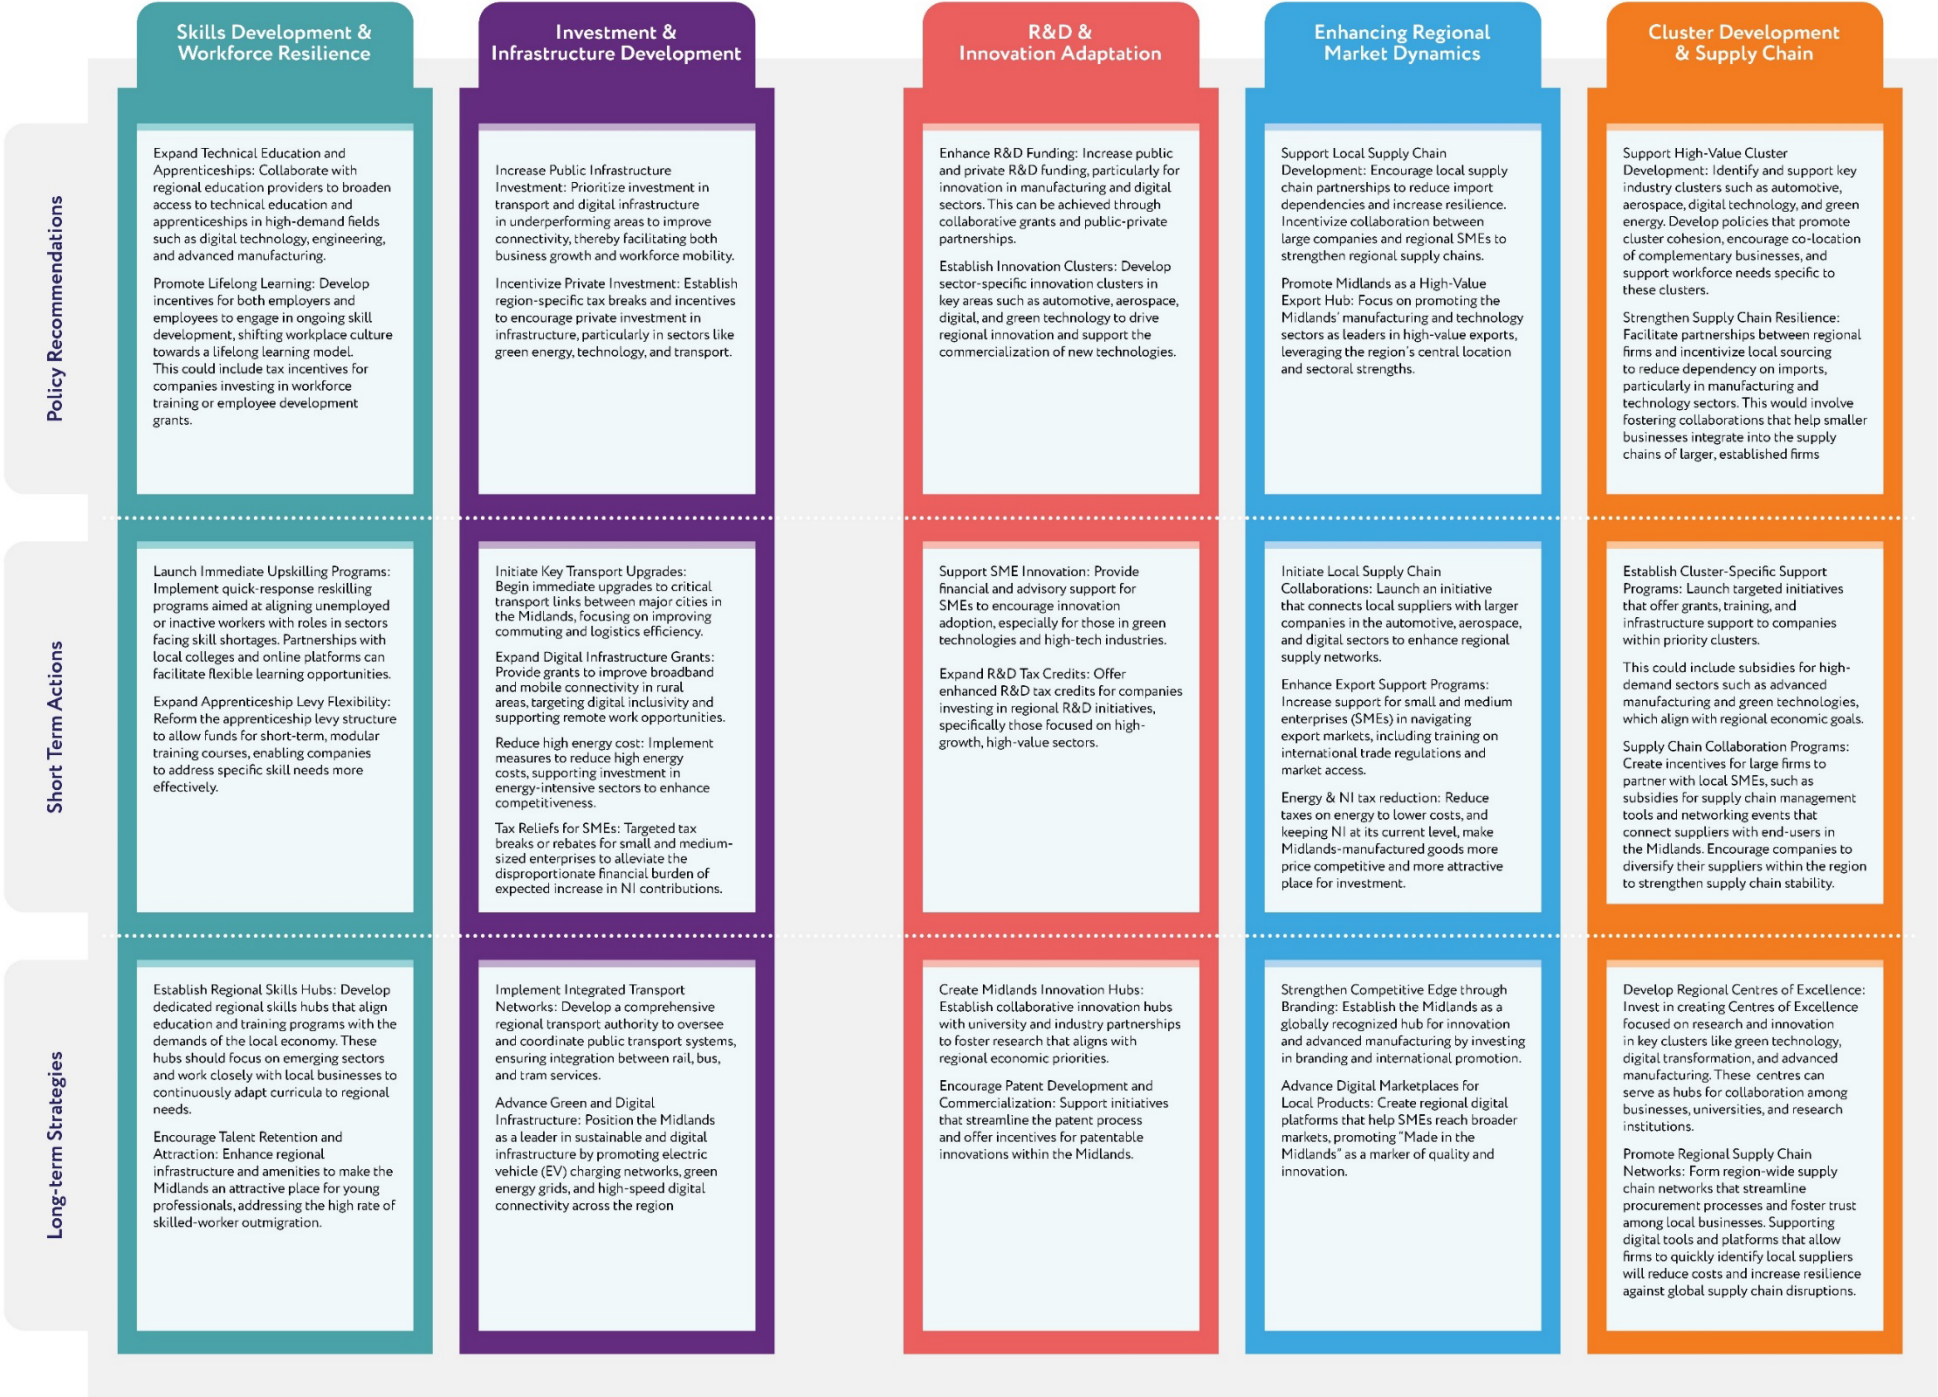 Skills Development &
Workforce Resilience
Investment &
Infrastructure Development
R&D &
Innovation Adaptation
Enhancing Regional
Market Dynamics
Cluster Development
& Supply Chain
Policy Recommendations
Expand Technical Education and
Apprenticeships: Collaborate with
regional education providers to broaden
access to technical education and
apprenticeships in high-demand fields
such as digital technology, engineering,
and advanced manufacturing.
Promote Lifelong Learning: Develop
incentives for both employers and
employees to engage in ongoing skill
development, shifting workplace culture
towards a lifelong learning model.
This could include tax incentives for
companies investing in workforce
training or employee development
grants.
Increase Public Infrastructure
Investment: Prioritize investment in
transport and digital infrastructure
in underperforming areas to improve
connectivity, thereby facilitating both
business growth and workforce mobility.
Incentivize Private Investment: Establish
region-specific tax breaks and incentives
to encourage private investment in
infrastructure, particularly in sectors like
green energy, technology, and transport.
Enhance R&D Funding: Increase public
and private R&D funding, particularly for
innovation in manufacturing and digital
sectors. This can be achieved through
collaborative grants and public-private
partnerships.
Establish Innovation Clusters: Develop
sector-specific innovation clusters in
key areas such as automotive, aerospace,
digital, and green technology to drive
regional innovation and support the
commercialization of new technologies.
Support Local Supply Chain
Development: Encourage local supply
chain partnerships to reduce import
dependencies and increase resilience.
Incentivize collaboration between
large companies and regional SMEs to
strengthen regional supply chains.
Promote Midlands as a High-Value
Export Hub: Focus on promoting the
Midlands' manufacturing and technology
sectors as leaders in high-value exports,
leveraging the region's central location
and sectoral strengths.
Support High-Value Cluster
Development: Identify and support key
industry clusters such as automotive,
aerospace, digital technology, and green
energy. Develop policies that promote
cluster cohesion, encourage co-location
of complementary businesses, and
support workforce needs specific to
these clusters.
Strengthen Supply Chain Resilience:
Facilitate partnerships between regional
firms and incentivize local sourcing
to reduce dependency on imports,
particularly in manufacturing and
technology sectors. This would involve
fostering collaborations that help smaller
businesses integrate into the supply
chains of larger, established firms
Short Term Actions
Launch Immediate Upskilling Programs:
Implement quick-response reskilling
programs aimed at aligning unemployed
or inactive workers with roles in sectors
facing skill shortages. Partnerships with
local colleges and online platforms can
facilitate flexible learning opportunities.
Expand Apprenticeship Levy Flexibility:
Reform the apprenticeship levy structure
to allow funds for short-term, modular
training courses, enabling companies
to address specific skill needs more
effectively.
Initiate Key Transport Upgrades:
Begin immediate upgrades to critical
transport links between major cities in
the Midlands, focusing on improving
commuting and logistics efficiency.
Expand Digital Infrastructure Grants:
Provide grants to improve broadband
and mobile connectivity in rural
areas, targeting digital inclusivity and
supporting remote work opportunities.
Reduce high energy cost: Implement
measures to reduce high energy
costs, supporting investment in
energy-intensive sectors to enhance
competitiveness.
Tax Reliefs for SMEs: Targeted tax
breaks or rebates for small and medium-
sized enterprises to alleviate the
disproportionate financial burden of
expected increase in NI contributions.
Support SME Innovation: Provide
financial and advisory support for
SMEs to encourage innovation
adoption, especially for those in green
technologies and high-tech industries.
Expand R&D Tax Credits: Offer
enhanced R&D tax credits for companies
investing in regional R&D initiatives,
specifically those focused on high-
growth, high-value sectors.
Initiate Local Supply Chain
Collaborations: Launch an initiative
that connects local suppliers with larger
companies in the automotive, aerospace,
and digital sectors to enhance regional
supply networks.
Enhance Export Support Programs:
Increase support for small and medium
enterprises (SMEs) in navigating
export markets, including training on
international trade regulations and
market access.
Energy & NI tax reduction: Reduce
taxes on energy to lower costs, and
keeping NI at its current level, make
Midlands-manufactured goods more
price competitive and more attractive
place for investment.
Establish Cluster-Specific Support
Programs: Launch targeted initiatives
that offer grants, training, and
infrastructure support to companies
within priority clusters.
This could include subsidies for high-
demand sectors such as advanced
manufacturing and green technologies,
which align with regional economic goals.
Supply Chain Collaboration Programs:
Create incentives for large firms to
partner with local SMEs, such as
subsidies for supply chain management
tools and networking events that
connect suppliers with end-users in
the Midlands. Encourage companies to
diversify their suppliers within the region
to strengthen supply chain stability.
Long-term Strategies
Establish Regional Skills Hubs: Develop
dedicated regional skills hubs that align
education and training programs with the
demands of the local economy. These
hubs should focus on emerging sectors
and work closely with local businesses to
continuously adapt curricula to regional
needs.
Encourage Talent Retention and
Attraction: Enhance regional
infrastructure and amenities to make the
Midlands an attractive place for young
professionals, addressing the high rate of
skilled-worker outmigration.
Implement Integrated Transport
Networks: Develop a comprehensive
regional transport authority to oversee
and coordinate public transport systems,
ensuring integration between rail, bus,
and tram services.
Advance Green and Digital
Infrastructure: Position the Midlands
as a leader in sustainable and digital
infrastructure by promoting electric
vehicle (EV) charging networks, green
energy grids, and high-speed digital
connectivity across the region
Create Midlands Innovation Hubs:
Establish collaborative innovation hubs
with university and industry partnerships
to foster research that aligns with
regional economic priorities.
Encourage Patent Development and
Commercialization: Support initiatives
that streamline the patent process
and offer incentives for patentable
innovations within the Midlands.
Strengthen Competitive Edge through
Branding: Establish the Midlands as a
globally recognized hub for innovation
and advanced manufacturing by investing
in branding and international promotion.
Advance Digital Marketplaces for
Local Products: Create regional digital
platforms that help SMEs reach broader
markets, promoting "Made in the
Midlands" as a marker of quality and
innovation.
Develop Regional Centres of Excellence:
Invest in creating Centres of Excellence
focused on research and innovation
in key clusters like green technology,
digital transformation, and advanced
manufacturing. These centres can
serve as hubs for collaboration among
businesses, universities, and research
institutions.
Promote Regional Supply Chain
Networks: Form region-wide supply
chain networks that streamline
procurement processes and foster trust
among local businesses. Supporting
digital tools and platforms that allow
firms to quickly identify local suppliers
will reduce costs and increase resilience
against global supply chain disruptions.